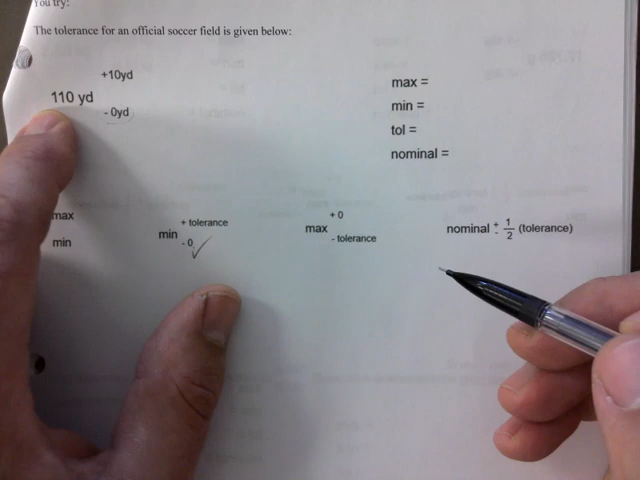 You try:
The tolerance for an official soccer field is given below:
+10yd
110 yd
- 0yd
max =
min =
tol =
nominal =
max
min
+ tolerance
min
- 0
+ 0
max
- tolerance
nominal ± 1/2 (tolerance)